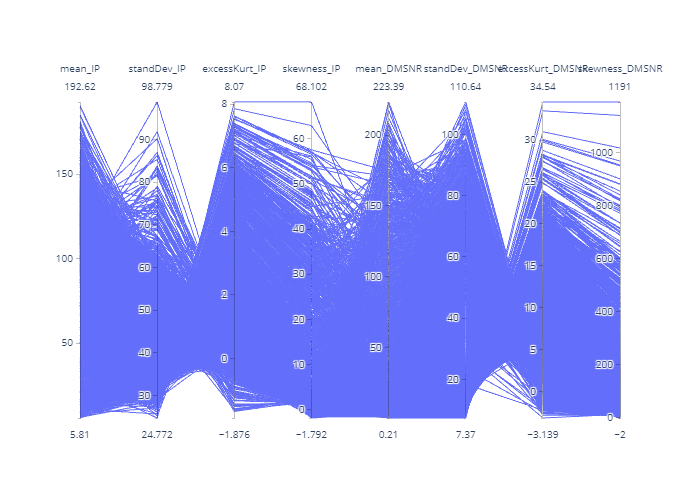 mean_IP standDev_IP excessKurt_IP skewness_IP mean_DMSNR standDev_DMSNR excessKurt_DMSNR skewness_DMSNR
192.62 98.779 8.07 68.102 223.39 110.64 34.54 1191
50 100 150
30 40 50 60 70 80 90
0 2 4 6 8
0 10 20 30 40 50 60
50 100 150 200
20 40 60 80 100
0 5 10 15 20 25 30
0 200 400 600 800 1000
5.81 24.772 −1.876 −1.792 0.21 7.37 −3.139 −2